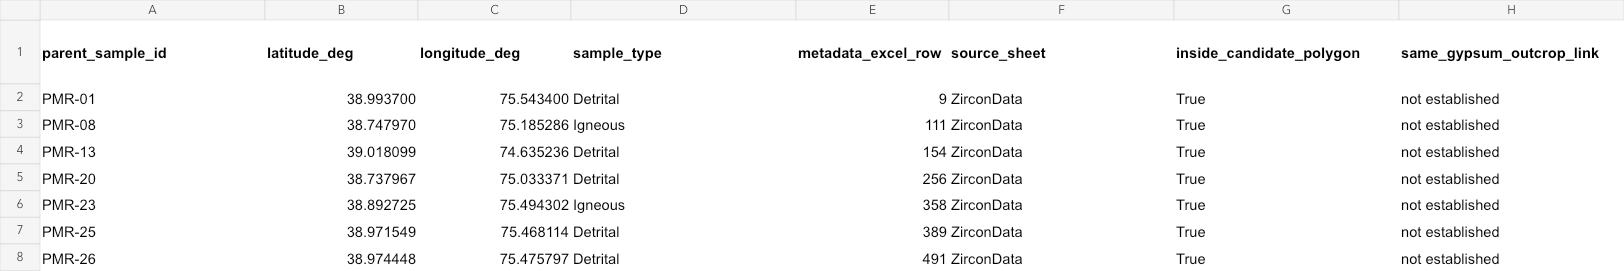 A B C D E F G H
1 parent_sample_id latitude_deg longitude_deg sample_type metadata_excel_row source_sheet inside_candidate_polygon same_gypsum_outcrop_link
2 PMR-01 38.993700 75.543400 Detrital 9 ZirconData True not established
3 PMR-08 38.747970 75.185286 Igneous 111 ZirconData True not established
4 PMR-13 39.018099 74.635236 Detrital 154 ZirconData True not established
5 PMR-20 38.737967 75.033371 Detrital 256 ZirconData True not established
6 PMR-23 38.892725 75.494302 Igneous 358 ZirconData True not established
7 PMR-25 38.971549 75.468114 Detrital 389 ZirconData True not established
8 PMR-26 38.974448 75.475797 Detrital 491 ZirconData True not established